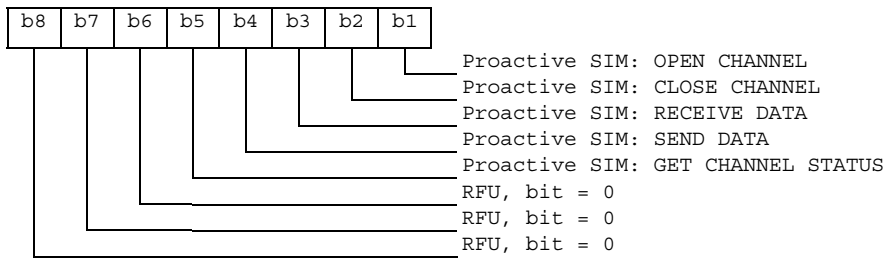 b8 b7 b6 b5 b4 b3 b2 b1
Proactive SIM: OPEN CHANNEL
Proactive SIM: CLOSE CHANNEL
Proactive SIM: RECEIVE DATA
Proactive SIM: SEND DATA
Proactive SIM: GET CHANNEL STATUS
RFU, bit = 0
RFU, bit = 0
RFU, bit = 0